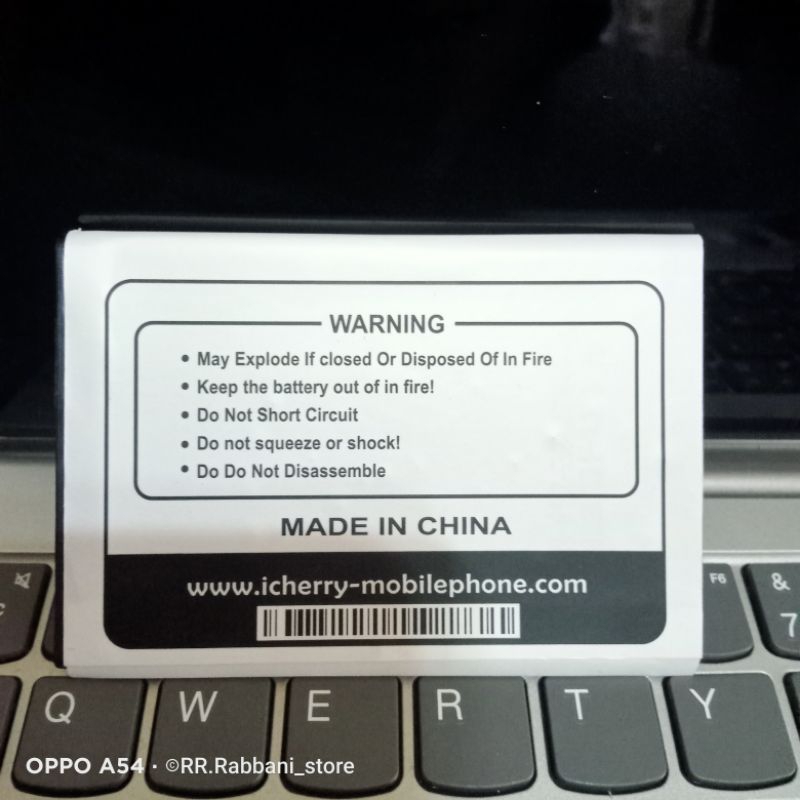 WARNING
• May Explode If closed Or Disposed Of In Fire
• Keep the battery out of in fire!
• Do Not Short Circuit
• Do not squeeze or shock!
• Do Do Not Disassemble
MADE IN CHINA
www.icherry-mobilephone.com
F6
&
7
Q W E R T Y
OPPO A54 · ©RR.Rabbani_store